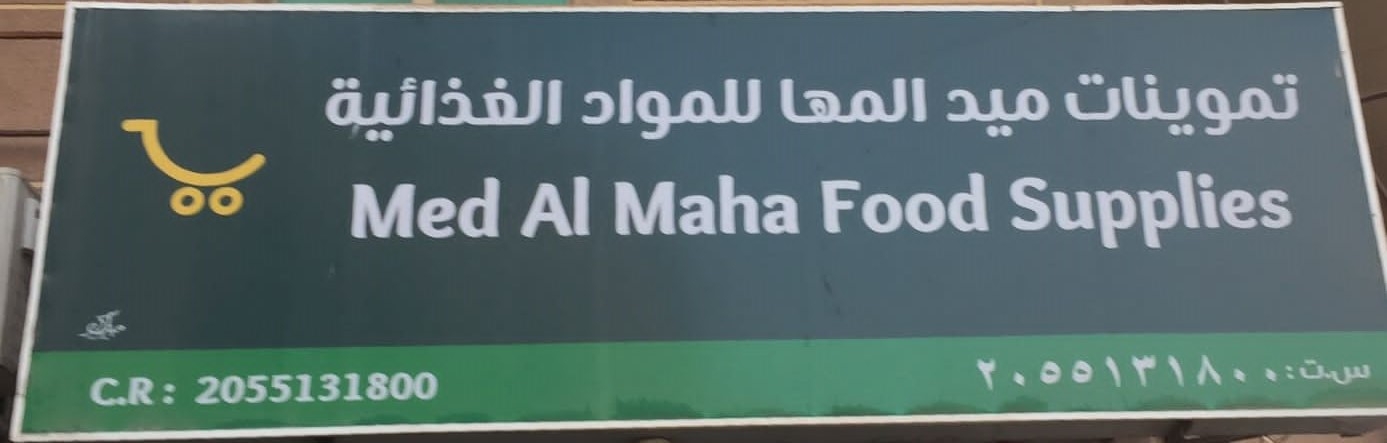 تموينات ميد المها للمواد الغذائية
Med Al Maha Food Supplies
C.R : 2055131800
س.ت: ٢٠٥٥١٣١٨٠٠